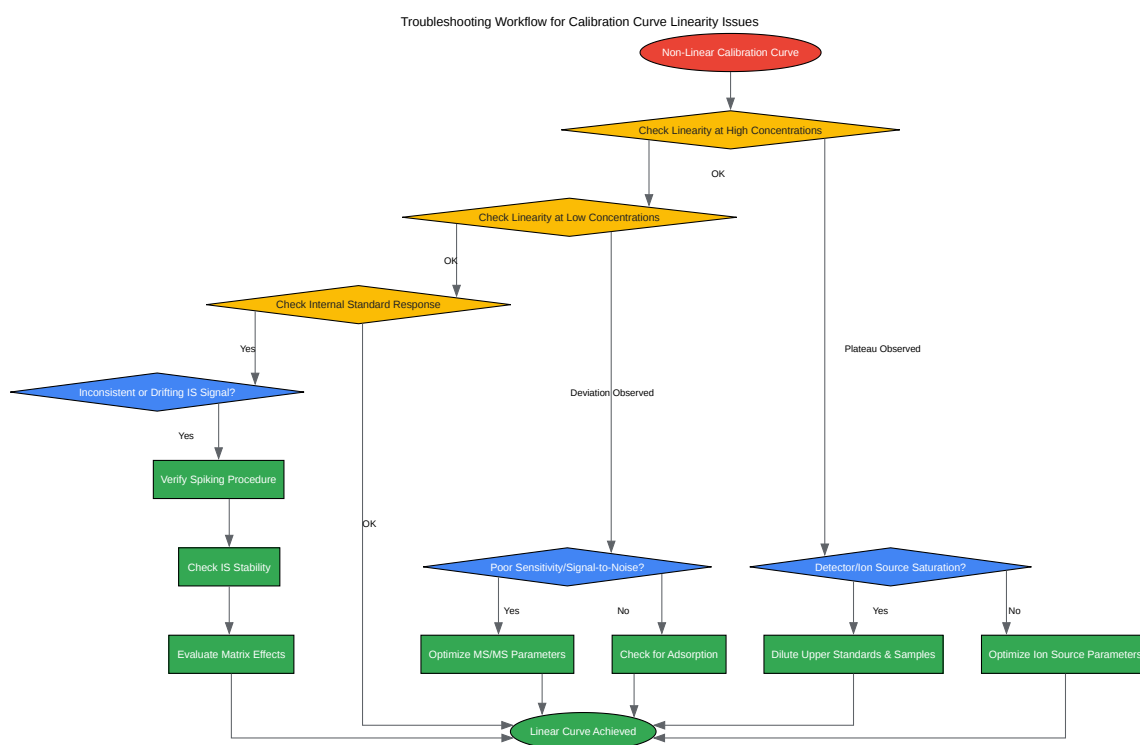 Troubleshooting Workflow for Calibration Curve Linearity Issues
Non-Linear Calibration Curve
Check Linearity at High Concentrations
OK
Check Linearity at Low Concentrations
OK
Check Internal Standard Response
Yes
Plateau Observed
Inconsistent or Drifting IS Signal?
Deviation Observed
Yes
Verify Spiking Procedure
OK
Check IS Stability
Poor Sensitivity/Signal-to-Noise?
Detector/Ion Source Saturation?
Yes
No
Yes
No
Evaluate Matrix Effects
Optimize MS/MS Parameters
Check for Adsorption
Dilute Upper Standards & Samples
Optimize Ion Source Parameters
Linear Curve Achieved